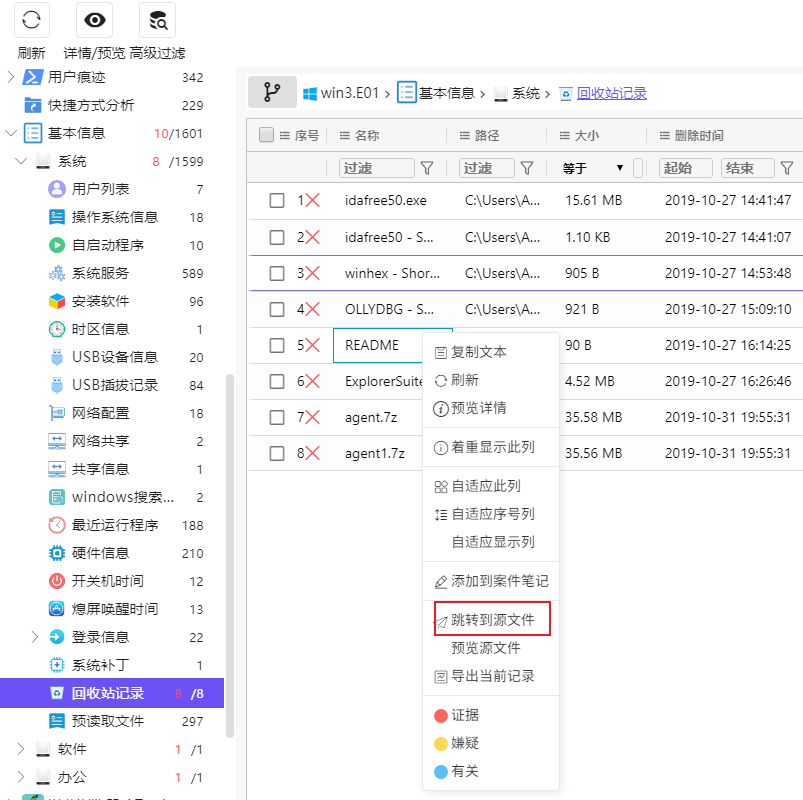 刷新 详情/预览 高级过滤
用户痕迹 342
快捷方式分析 229
基本信息 10/1601
系统 8 /1599
用户列表 7
操作系统信息 18
自启动程序 10
系统服务 589
安装软件 96
时区信息 1
USB设备信息 20
USB插拔记录 84
网络配置 18
网络共享 2
共享信息 1
windows搜索... 2
最近运行程序 188
硬件信息 210
开关机时间 12
熄屏唤醒时间 13
登录信息 22
系统补丁 1
回收站记录 8 /8
预读取文件 297
软件 1 /1
办公 1 /1
win3.E01 > 基本信息 > 系统 > 回收站记录
序号 名称 路径 大小 删除时间
过滤 过滤 等于 起始 结束
1 idafree50.exe C:\Users\A... 15.61 MB 2019-10-27 14:41:47
2 idafree50 - S... C:\Users\A... 1.10 KB 2019-10-27 14:41:07
3 winhex - Shor... C:\Users\A... 905 B 2019-10-27 14:53:48
4 OLLYDBG - S... C:\Users\A... 921 B 2019-10-27 15:09:10
5 README 90 B 2019-10-27 16:14:25
6 ExplorerSuite 4.52 MB 2019-10-27 16:26:46
7 agent.7z 35.58 MB 2019-10-31 19:55:31
8 agent1.7z 35.56 MB 2019-10-31 19:55:31
复制文本
刷新
预览详情
着重显示此列
自适应此列
自适应序号列
自适应显示列
添加到案件笔记
跳转到源文件
预览源文件
导出当前记录
证据
嫌疑
有关